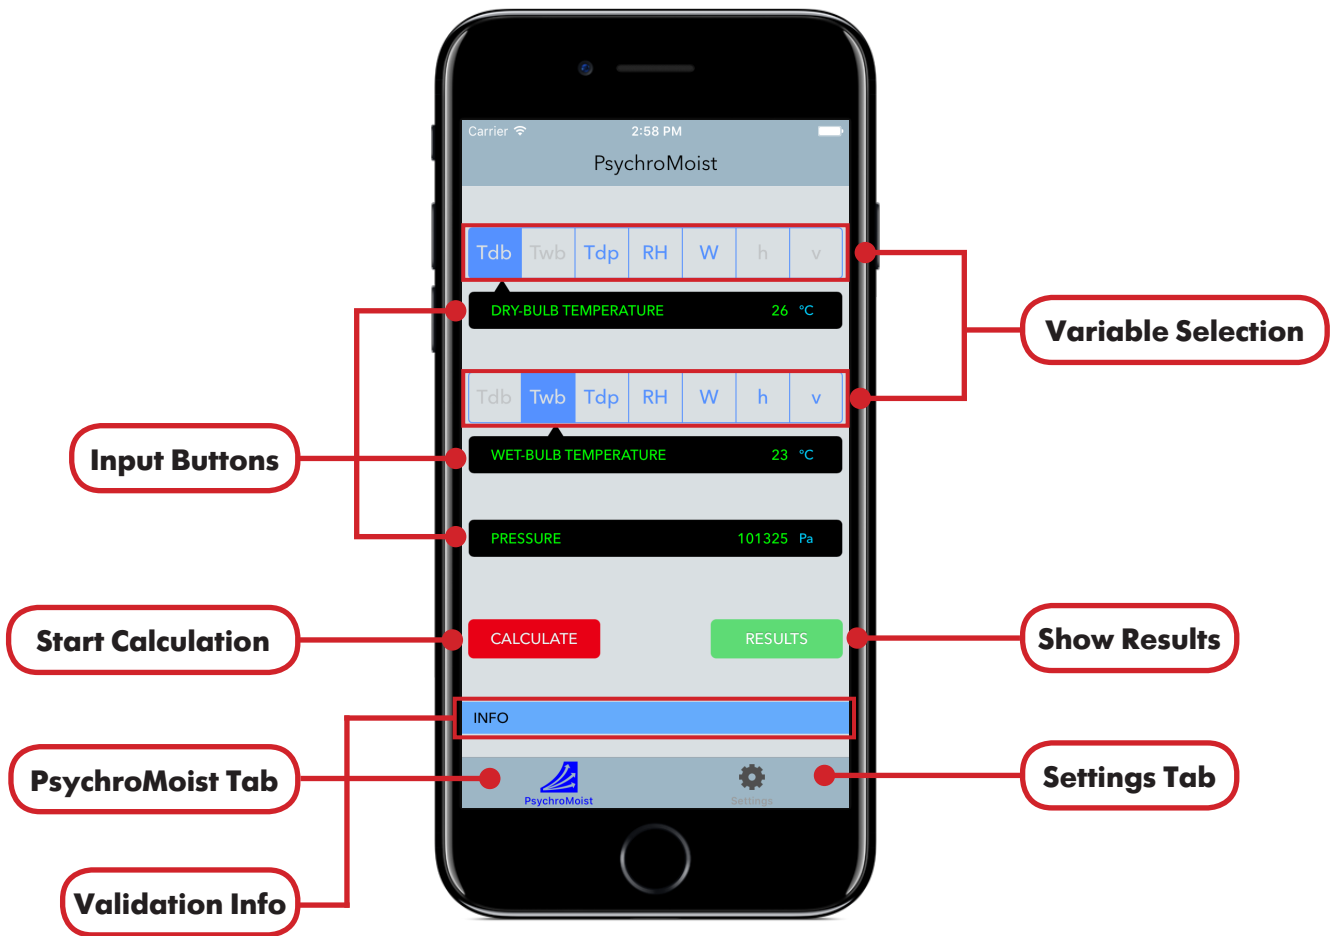 Carrier 2:58 PM
PsychroMoist
Tdb Twb Tdp RH W h v
DRY-BULB TEMPERATURE 26 °C
Variable Selection
Tdb Twb Tdp RH W h v
Input Buttons
WET-BULB TEMPERATURE 23 °C
PRESSURE 101325 Pa
Start Calculation
CALCULATE RESULTS
Show Results
INFO
PsychroMoist Tab
PsychroMoist Settings
Settings Tab
Validation Info